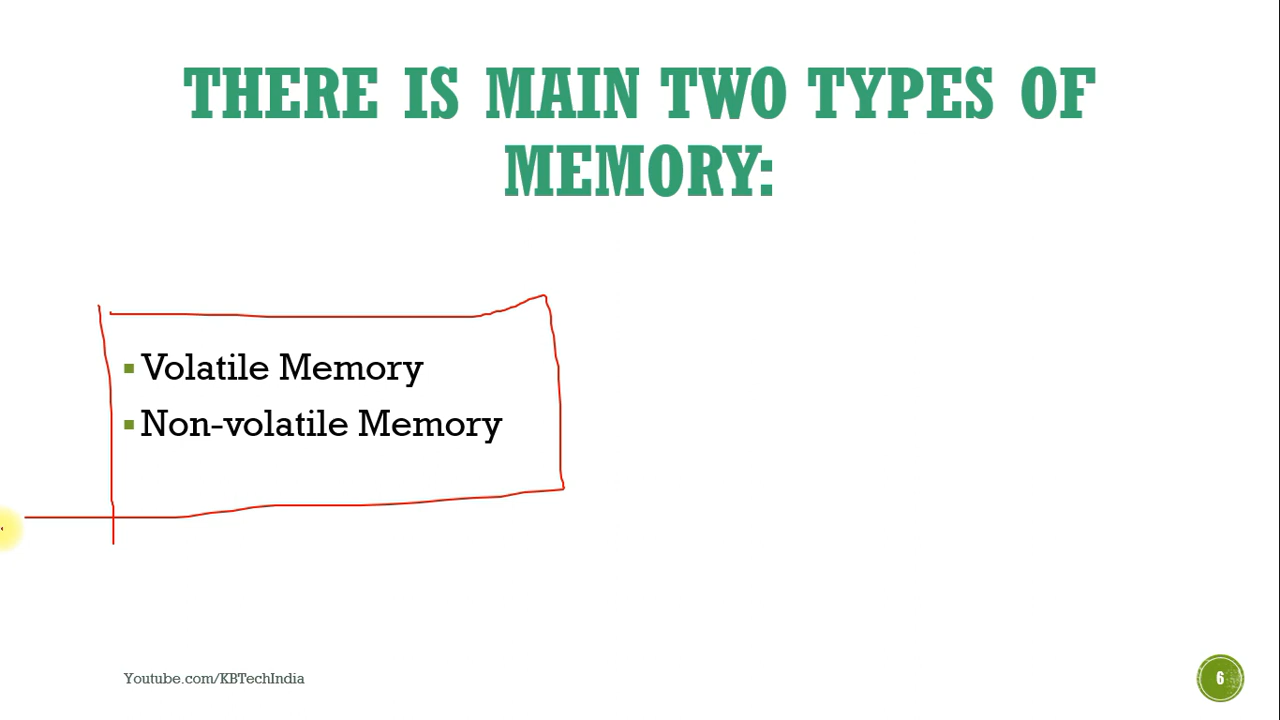 THERE IS MAIN TWO TYPES OF
MEMORY:
▪ Volatile Memory
▪ Non-volatile Memory
Youtube.com/KBTechIndia
6